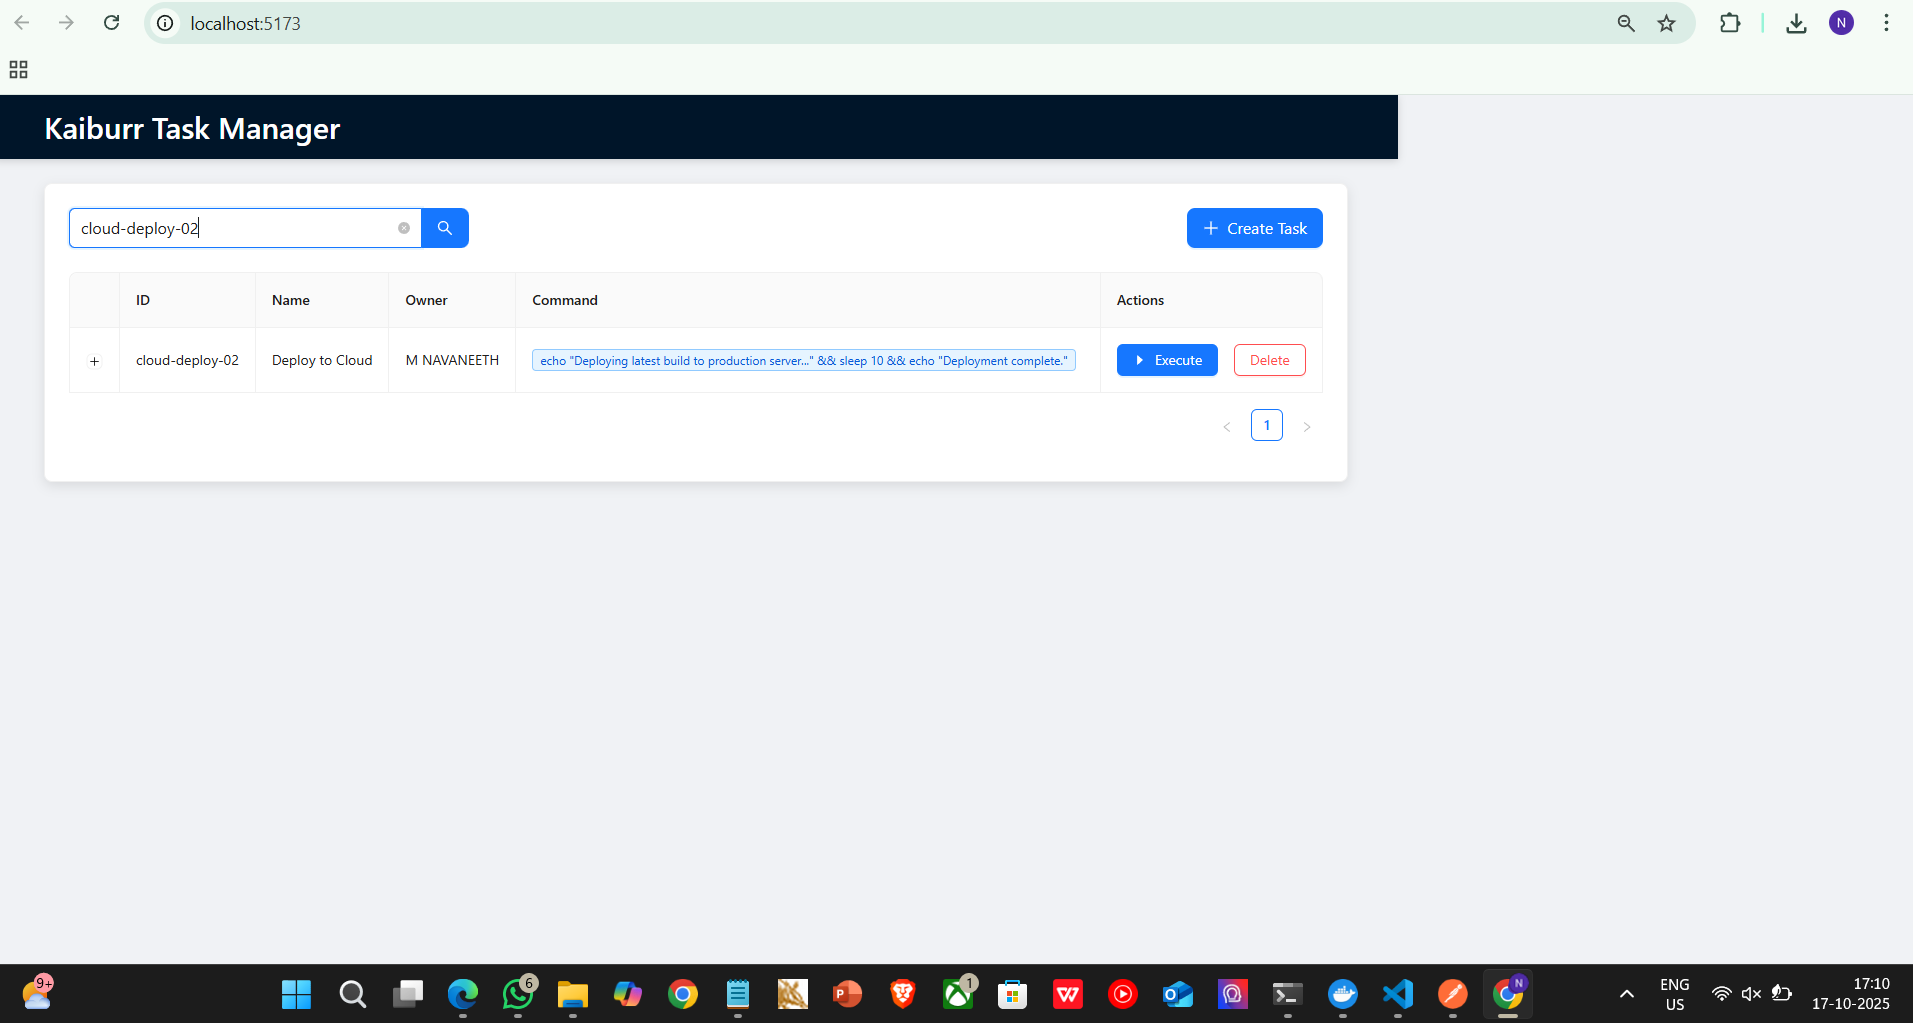 localhost:5173
N
Kaiburr Task Manager
cloud-deploy-02
Create Task
ID Name Owner Command Actions
cloud-deploy-02 Deploy to Cloud M NAVANEETH echo "Deploying latest build to production server..." && sleep 10 && echo "Deployment complete." Execute Delete
1
9+
6
P
1
W
O
N
ENG
US
17:10
17-10-2025